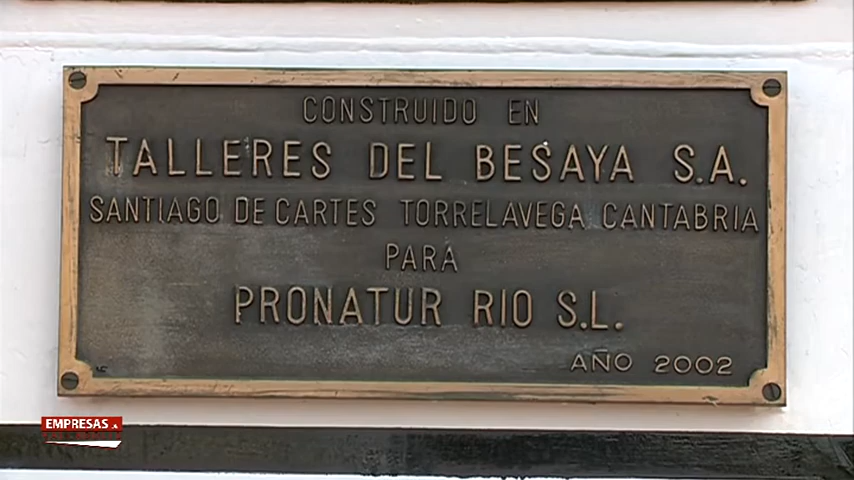 CONSTRUIDO EN
TALLERES DEL BESAYA S.A.
SANTIAGO DE CARTES TORRELAVEGA CANTABRIA
PARA
PRONATUR RIO S.L.
AÑO 2002
EMPRESAS